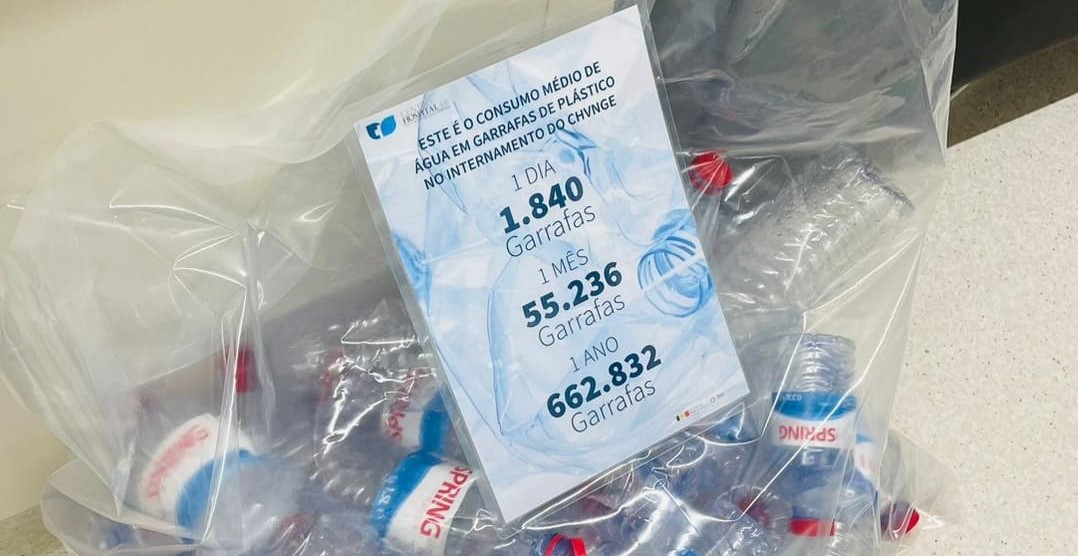 HOSPITALAR
ESTE É O CONSUMO MÉDIO DE
ÁGUA EM GARRAFAS DE PLÁSTICO
NO INTERNAMENTO DO CHVNGE
1 DIA
1.840
Garrafas
1 MÊS
55.236
Garrafas
1 ANO
662.832
Garrafas
SPRING
SPRING